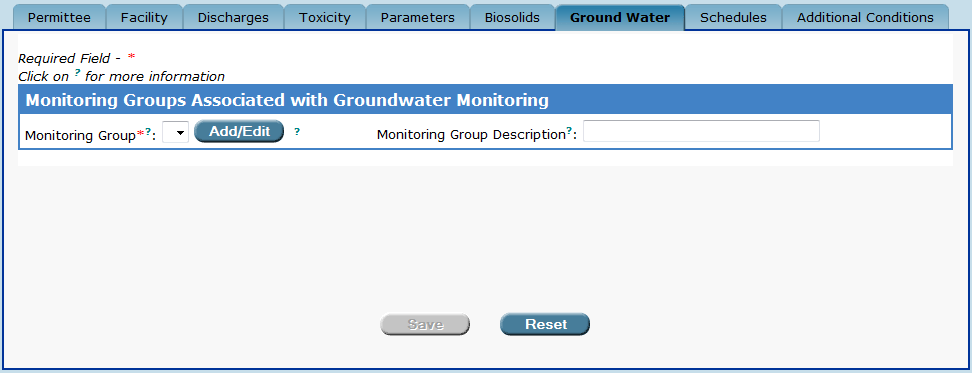 Permittee Facility Discharges Toxicity Parameters Biosolids Ground Water Schedules Additional Conditions
Required Field - *
Click on ? for more information
Monitoring Groups Associated with Groundwater Monitoring
Monitoring Group*?: Add/Edit ? Monitoring Group Description?:
Save Reset